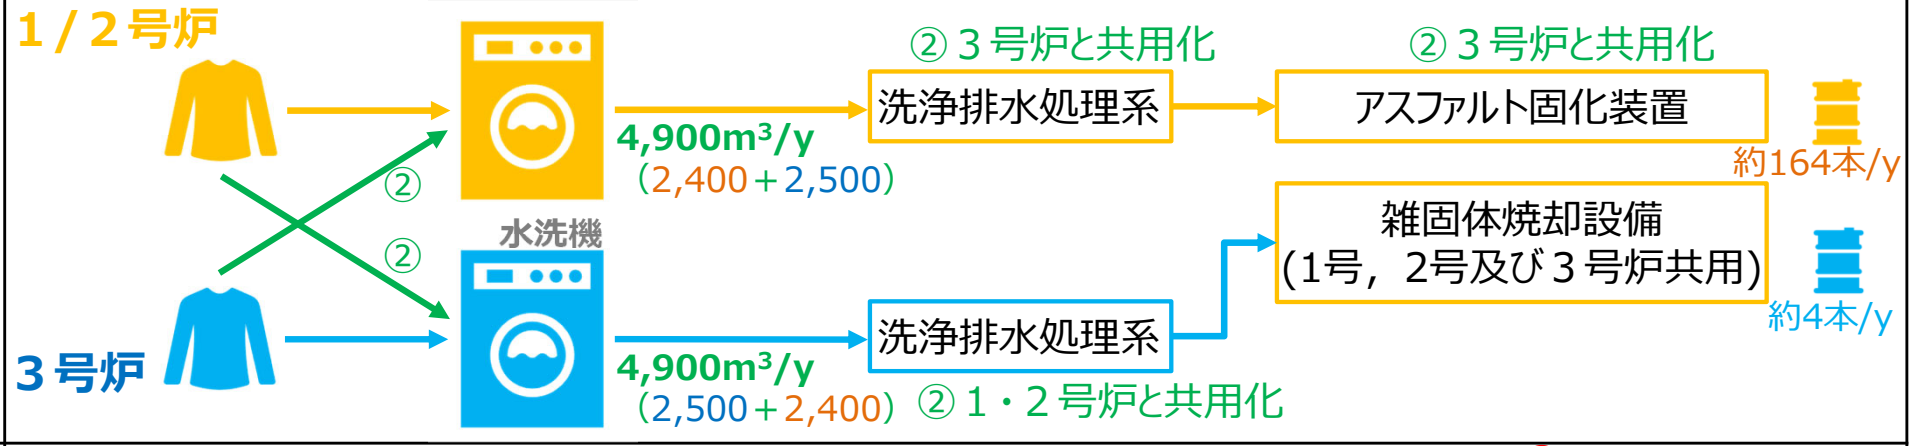 1/2号炉
②３号炉と共用化
②３号炉と共用化
洗浄排水処理系
アスファルト固化装置
4,900m³/y
（2,400＋2,500）
約164本/y
②
②
水洗機
雑固体焼却設備
(1号，2号及び３号炉共用)
３号炉
洗浄排水処理系
約4本/y
4,900m³/y
（2,500＋2,400）
②１・２号炉と共用化